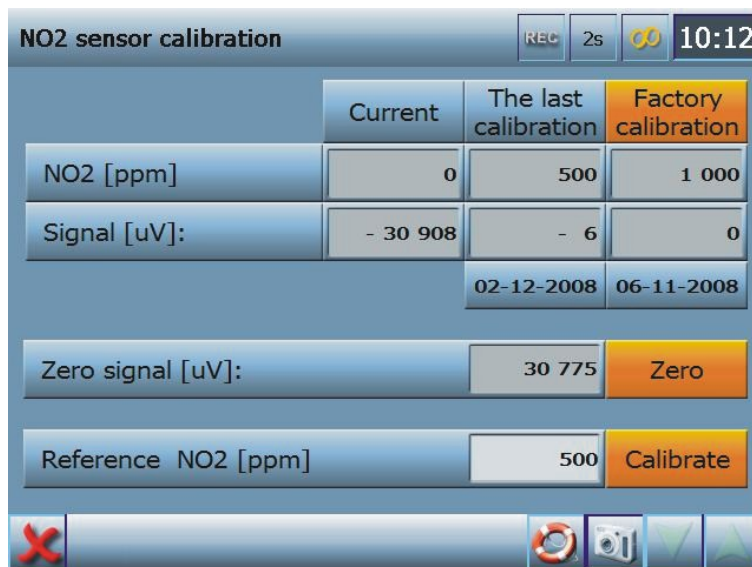 NO2 sensor calibration REC 2s 10:12
Current The last calibration Factory calibration
NO2 [ppm] 0 500 1 000
Signal [uV]: - 30 908 - 6 0
02-12-2008 06-11-2008
Zero signal [uV]: 30 775 Zero
Reference NO2 [ppm] 500 Calibrate